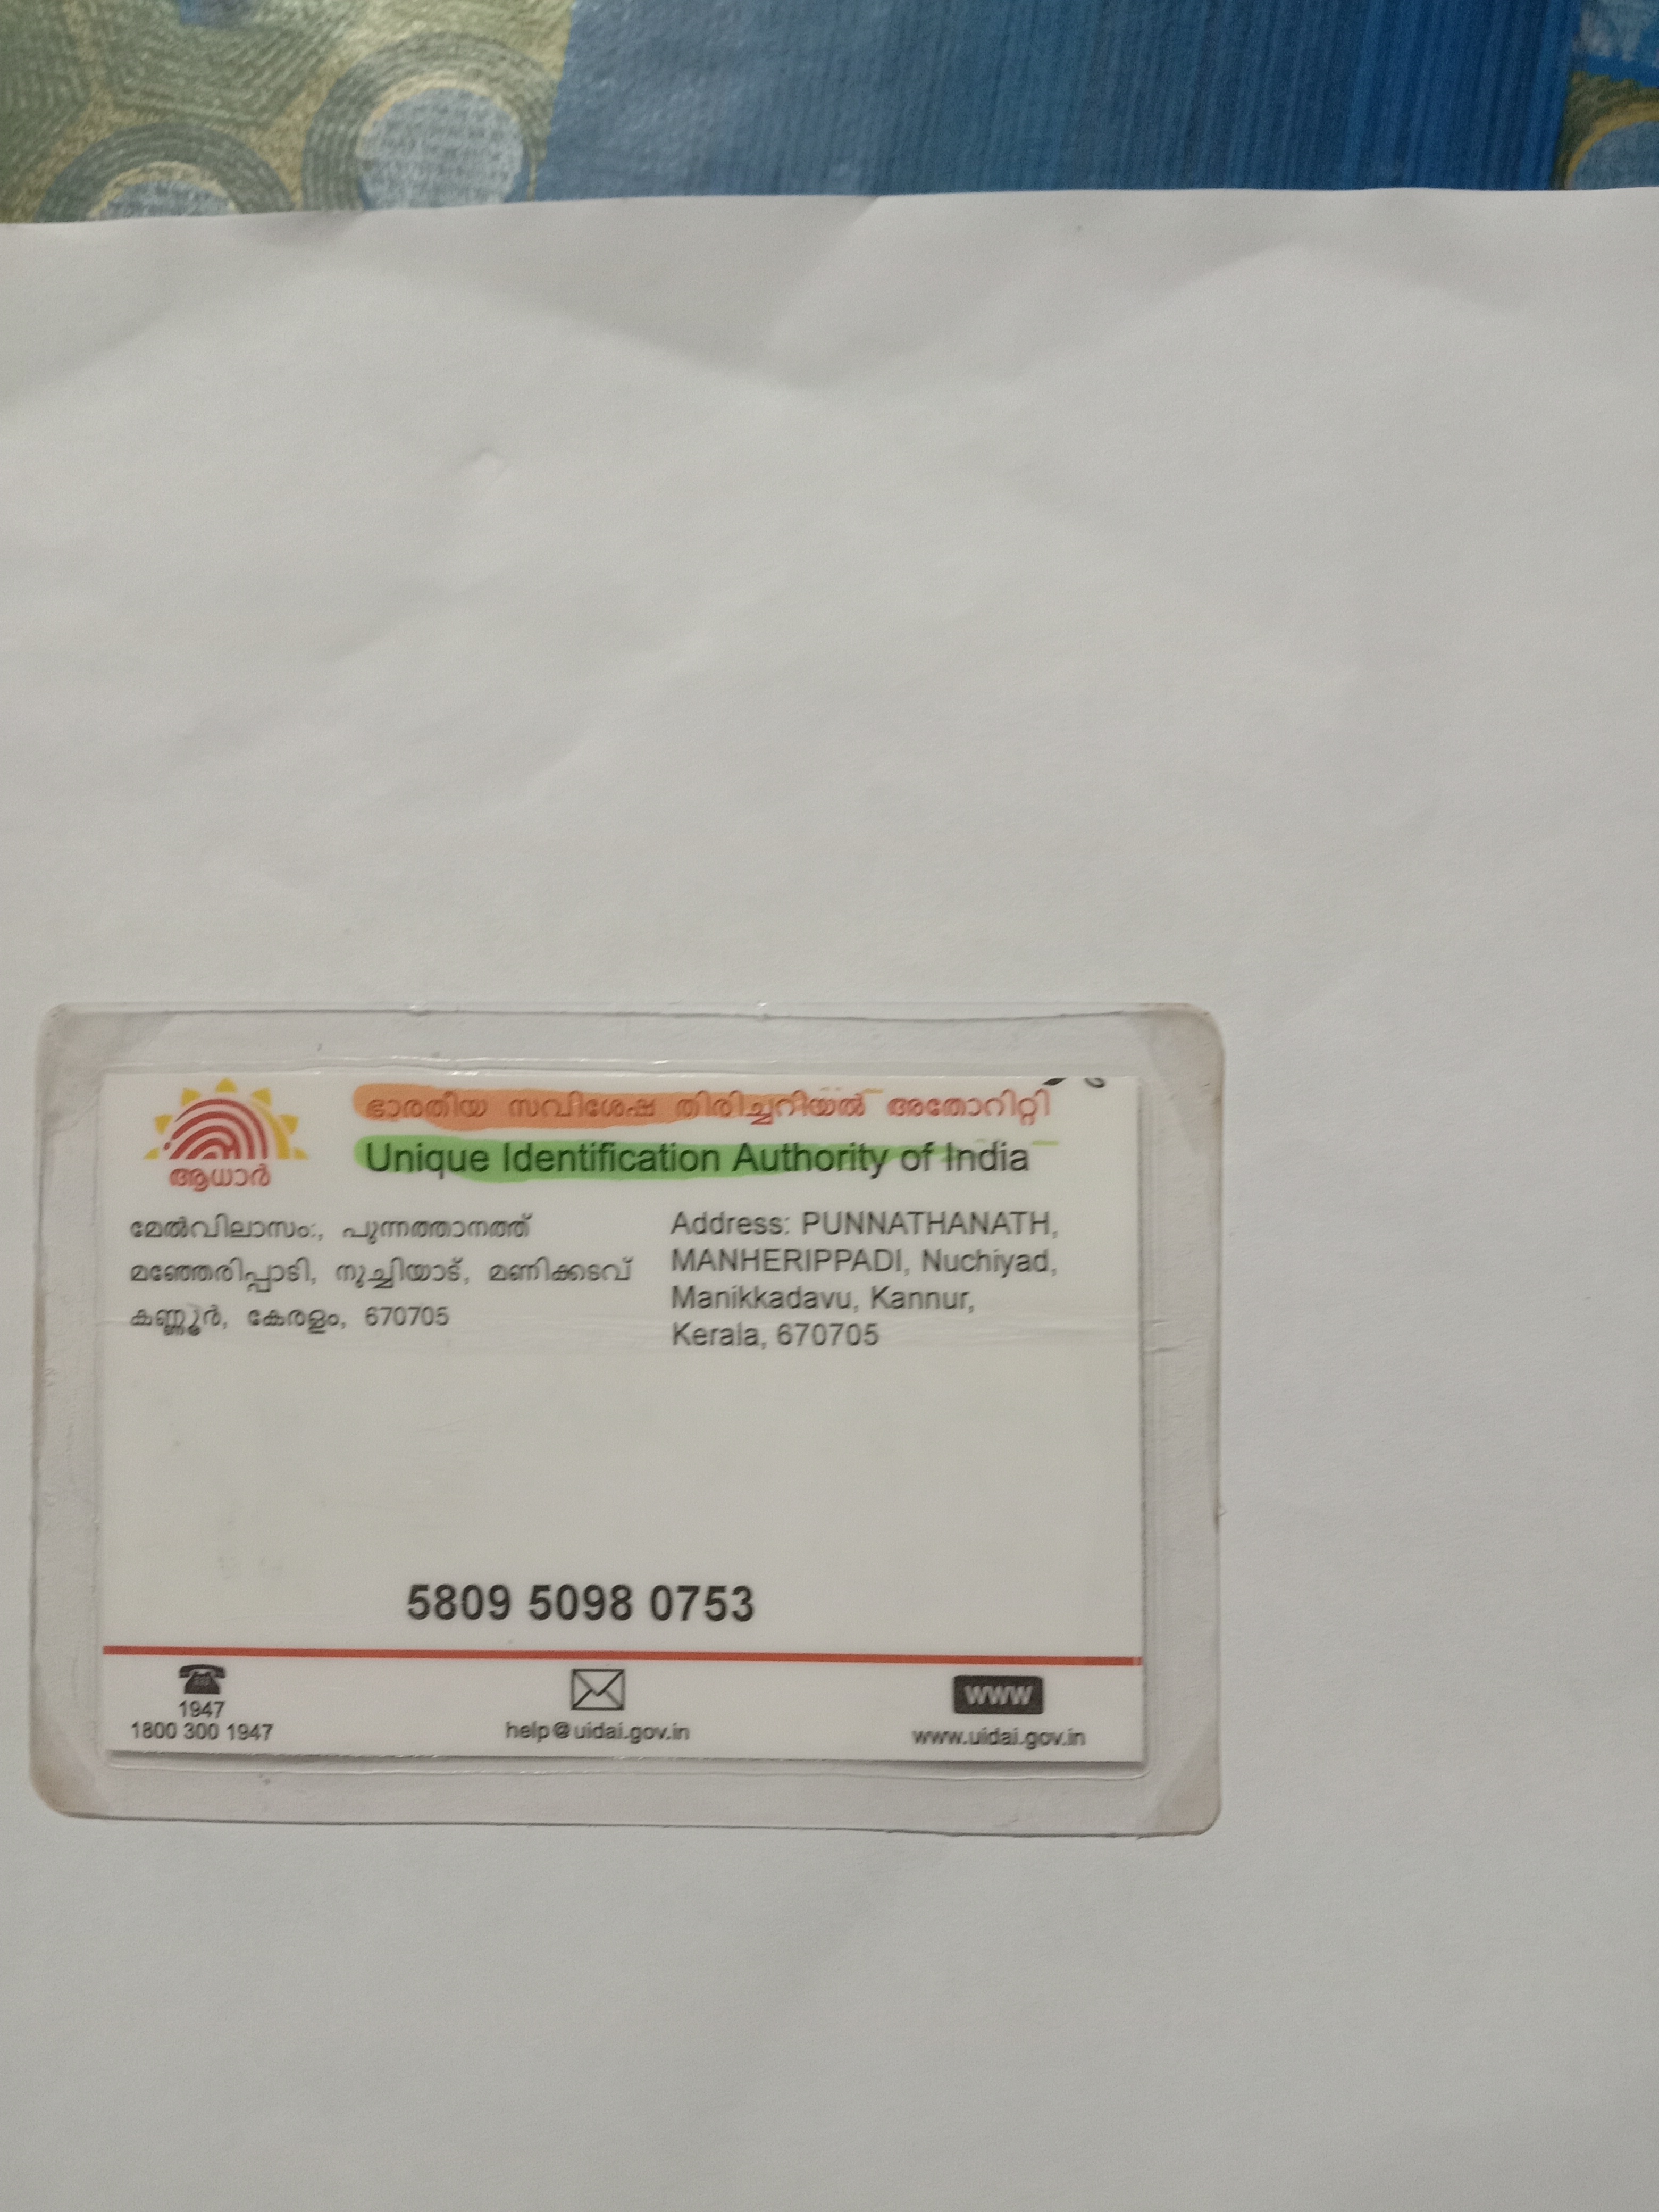 ഭാരതീയ സവിശേഷ തിരിച്ചറിയൽ അതോറിറ്റി
Unique Identification Authority of India
ആധാർ
മേൽവിലാസം:, പുന്നത്താനത്ത്
മഞ്ഞേരിപ്പാടി, നുച്ചിയാട്, മണിക്കടവ്
കണ്ണൂർ, കേരളം, 670705
Address: PUNNATHANATH,
MANHERIPPADI, Nuchiyad,
Manikkadavu, Kannur,
Kerala, 670705
5809 5098 0753
1947
1800 300 1947
help@uidai.gov.in
www
www.uidai.gov.in